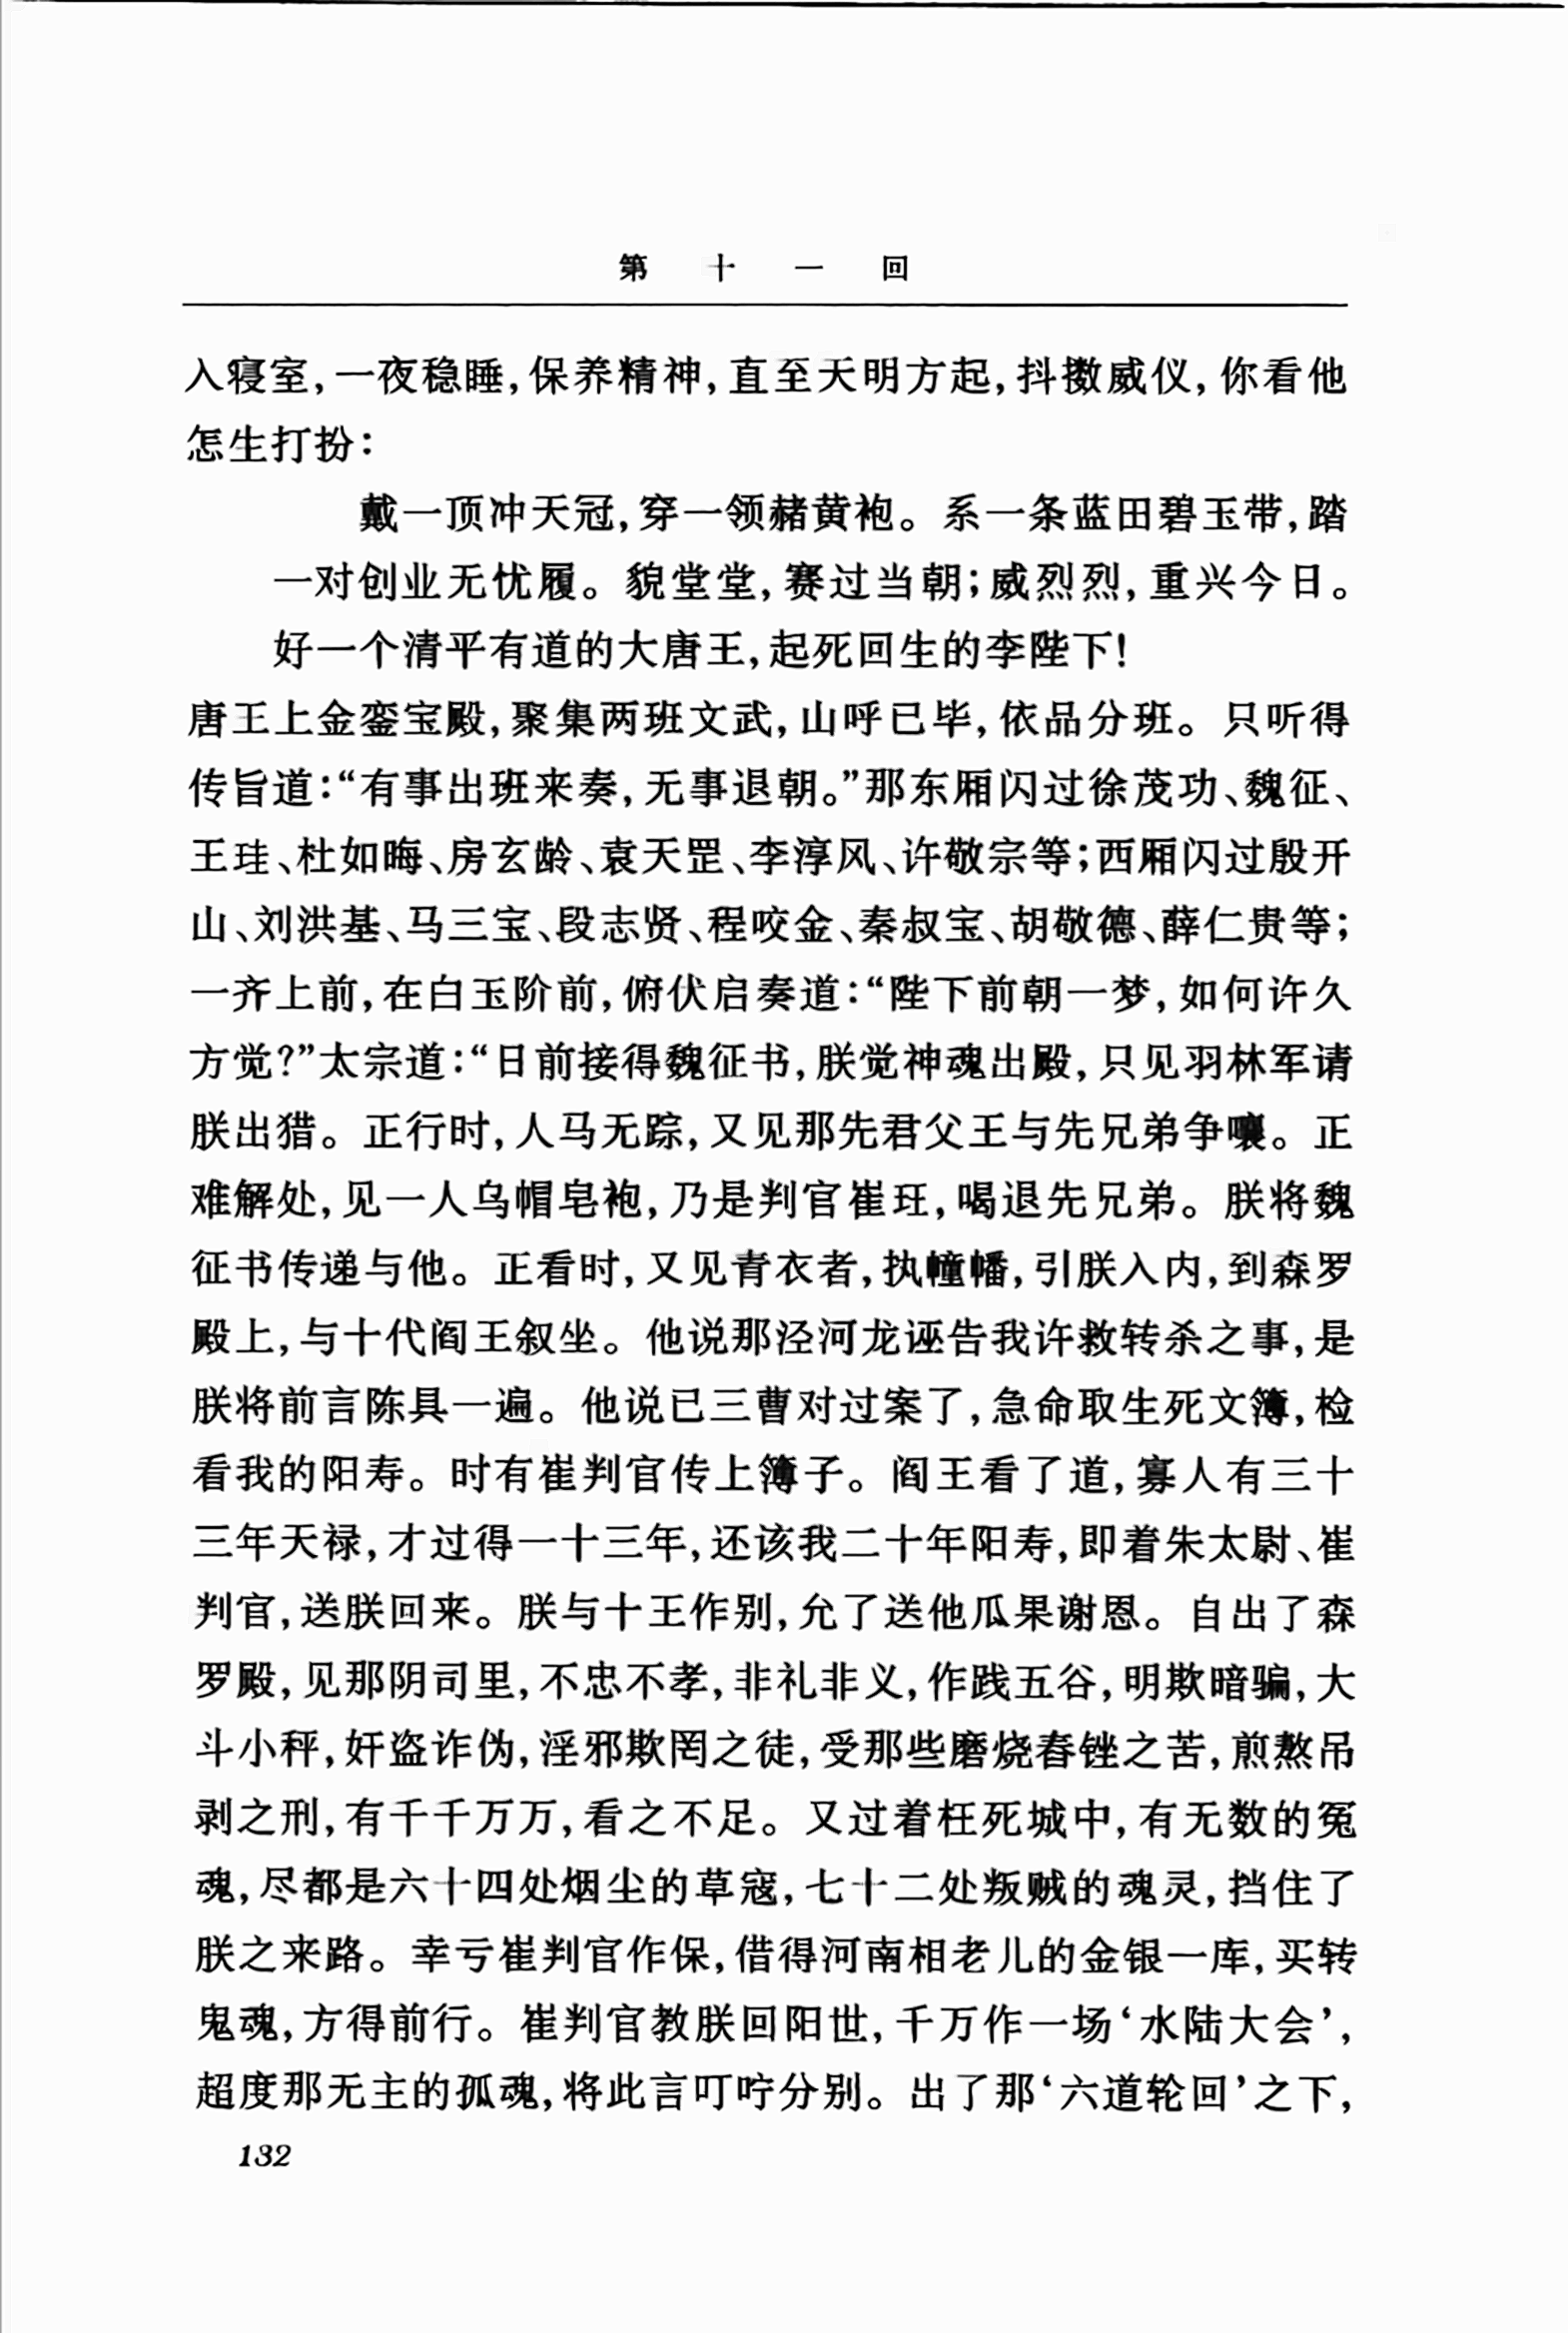 第十一回
入寝室，一夜稳睡，保养精神，直至天明方起，抖擞威仪，你看他
怎生打扮：
戴一顶冲天冠，穿一领赭黄袍。系一条蓝田碧玉带，踏
一对创业无忧履。貌堂堂，赛过当朝；威烈烈，重兴今日。
好一个清平有道的大唐王，起死回生的李陛下！
唐王上金銮宝殿，聚集两班文武，山呼已毕，依品分班。只听得
传旨道：“有事出班来奏，无事退朝。”那东厢闪过徐茂功、魏征、
王珪、杜如晦、房玄龄、袁天罡、李淳风、许敬宗等；西厢闪过殷开
山、刘洪基、马三宝、段志贤、程咬金、秦叔宝、胡敬德、薛仁贵等；
一齐上前，在白玉阶前，俯伏启奏道：“陛下前朝一梦，如何许久
方觉？”太宗道：“日前接得魏征书，朕觉神魂出殿，只见羽林军请
朕出猎。正行时，人马无踪，又见那先君父王与先兄弟争嚷。正
难解处，见一人乌帽皂袍，乃是判官崔珏，喝退先兄弟。朕将魏
征书传递与他。正看时，又见青衣者，执幢幡，引朕入内，到森罗
殿上，与十代阎王叙坐。他说那泾河龙诬告我许救转杀之事，是
朕将前言陈具一遍。他说已三曹对过案了，急命取生死文簿，检
看我的阳寿。时有崔判官传上簿子。阎王看了道，寡人有三十
三年天禄，才过得一十三年，还该我二十年阳寿，即着朱太尉、崔
判官，送朕回来。朕与十王作别，允了送他瓜果谢恩。自出了森
罗殿，见那阴司里，不忠不孝，非礼非义，作践五谷，明欺暗骗，大
斗小秤，奸盗诈伪，淫邪欺罔之徒，受那些磨烧舂锉之苦，煎熬吊
剥之刑，有千千万万，看之不足。又过着枉死城中，有无数的冤
魂，尽都是六十四处烟尘的草寇，七十二处叛贼的魂灵，挡住了
朕之来路。幸亏崔判官作保，借得河南相老儿的金银一库，买转
鬼魂，方得前行。崔判官教朕回阳世，千万作一场‘水陆大会’，
超度那无主的孤魂，将此言叮咛分别。出了那‘六道轮回’之下，
132